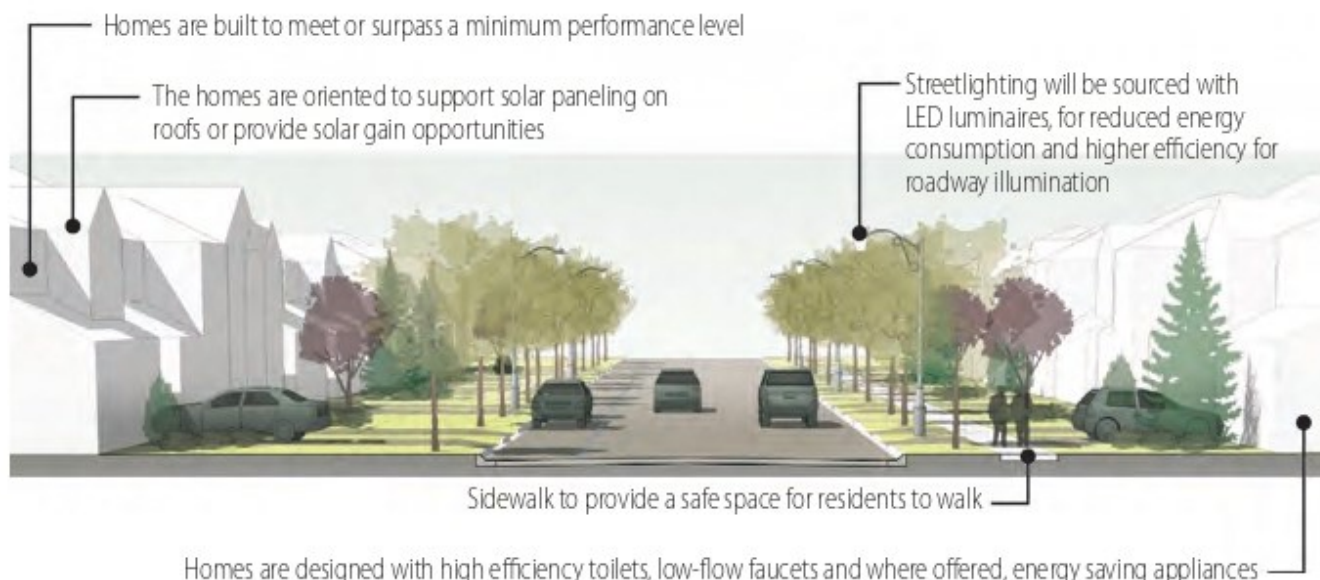 Homes are built to meet or surpass a minimum performance level
The homes are oriented to support solar paneling on
roofs or provide solar gain opportunities
Streetlighting will be sourced with
LED luminaires, for reduced energy
consumption and higher efficiency for
roadway illumination
Sidewalk to provide a safe space for residents to walk
Homes are designed with high efficiency toilets, low-flow faucets and where offered, energy saving appliances